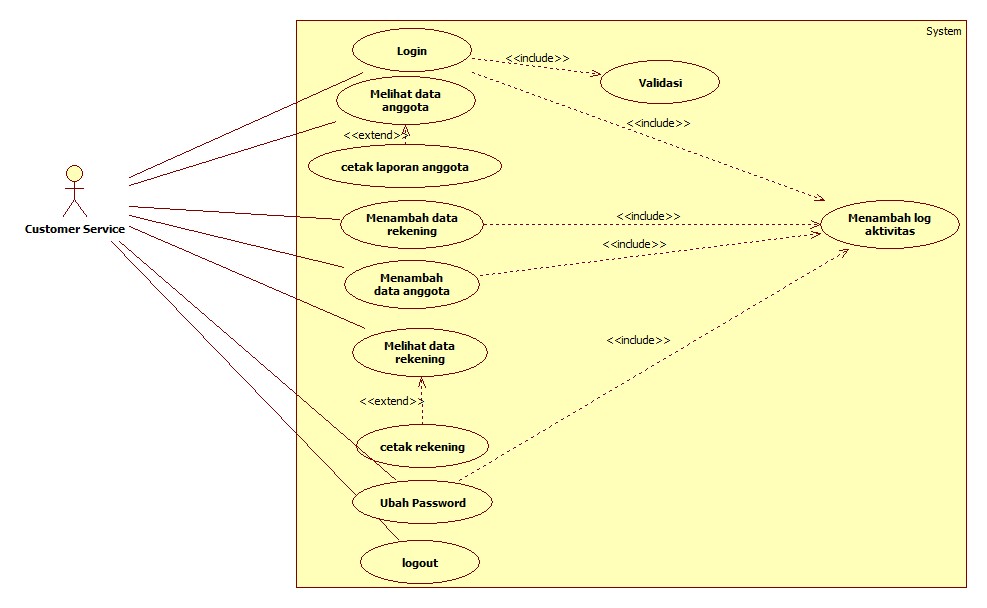 System
Login
<<include>>
Validasi
Melihat data
anggota
<<include>>
<<extend>>
cetak laporan anggota
Customer Service
Menambah data
rekening
<<include>>
Menambah log
aktivitas
<<include>>
Menambah
data anggota
Melihat data
rekening
<<include>>
<<extend>>
cetak rekening
Ubah Password
logout